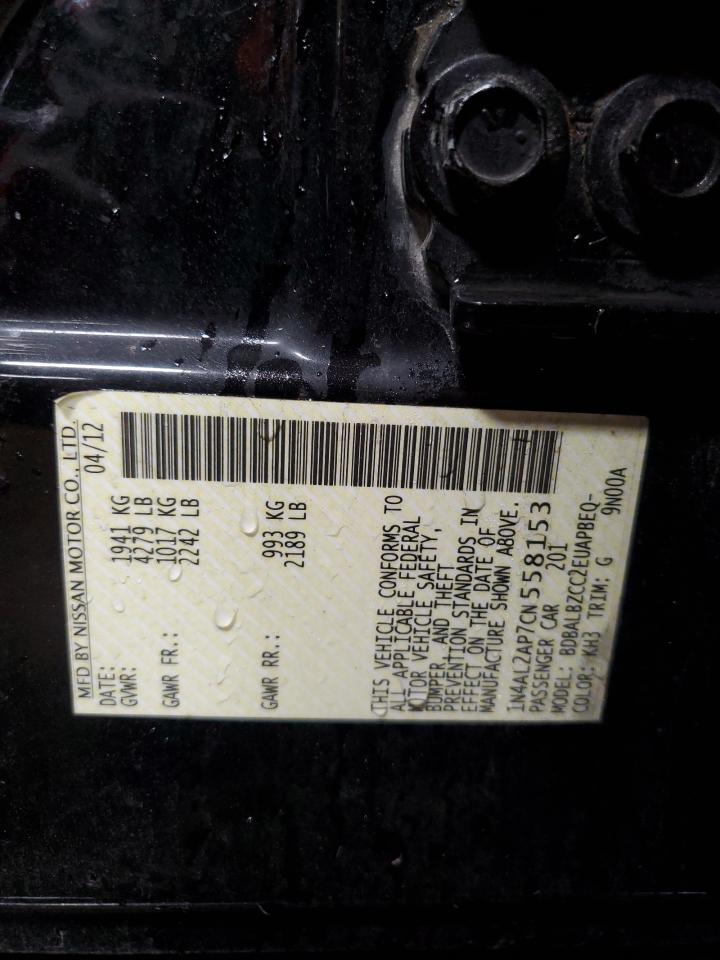 MFD BY NISSAN MOTOR CO., LTD.
DATE: 04/12
GVWR: 1941 KG
4279 LB
GAWR FR.: 1017 KG
2242 LB
GAWR RR.: 993 KG
2189 LB
THIS VEHICLE CONFORMS TO
ALL APPLICABLE FEDERAL
MOTOR VEHICLE SAFETY,
BUMPER, AND THEFT
PREVENTION STANDARDS IN
EFFECT ON THE DATE OF
MANUFACTURE SHOWN ABOVE.
1N4AL2AP7CN558153
PASSENGER CAR 201
MODEL: BDBALBZCC2EUAPBEQ-
COLOR: KH3 TRIM: G 9N00A